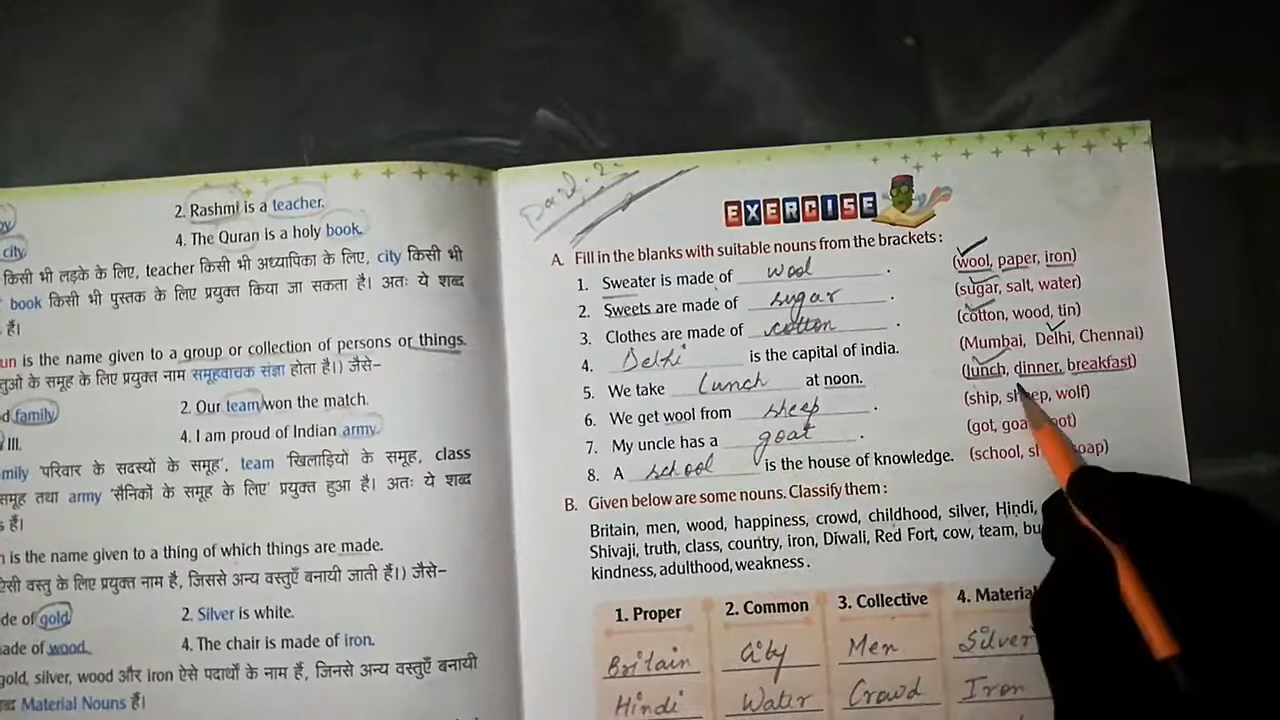 2. Rashmi is a teacher.
city
4. The Quran is a holy book.
किसी भी लड़के के लिए, teacher किसी भी अध्यापिका के लिए, city किसी भी
book किसी भी पुस्तक के लिए प्रयुक्त किया जा सकता है। अतः ये शब्द
हैं।
un is the name given to a group or collection of persons or things.
तुओं के समूह के लिए प्रयुक्त नाम समूहवाचक संज्ञा होता है।) जैसे–
d family
2. Our team won the match.
III.
4. I am proud of Indian army.
mily 'परिवार के सदस्यों के समूह', team 'खिलाड़ियों के समूह, class
समूह तथा army 'सैनिकों के समूह के लिए' प्रयुक्त हुआ है। अतः ये शब्द
s हैं।
n is the name given to a thing of which things are made.
ऐसी वस्तु के लिए प्रयुक्त नाम है, जिससे अन्य वस्तुएँ बनायी जाती हैं।) जैसे–
de of gold
2. Silver is white.
ade of wood.
4. The chair is made of iron.
gold, silver, wood और iron ऐसे पदार्थों के नाम हैं, जिनसे अन्य वस्तुएँ बनायी
ब्द Material Nouns हैं।
EXERCISE
A. Fill in the blanks with suitable nouns from the brackets :
1. Sweater is made of wool . (wool, paper, iron)
2. Sweets are made of sugar . (sugar, salt, water)
3. Clothes are made of cotton . (cotton, wood, tin)
4. Delhi is the capital of india. (Mumbai, Delhi, Chennai)
5. We take lunch at noon. (lunch, dinner, breakfast)
6. We get wool from sheep . (ship, sheep, wolf)
7. My uncle has a goat . (got,
8. A school is the house of knowledge. (school,
B. Given below are some nouns. Classify them :
Britain, men, wood, happiness, crowd, childhood, silver, Hindi,
Shivaji, truth, class, country, iron, Diwali, Red Fort, cow, team, bu
kindness, adulthood, weakness.
1. Proper 2. Common 3. Collective 4. Material
Britain City Men Silver
Hindi Water Crowd Iron